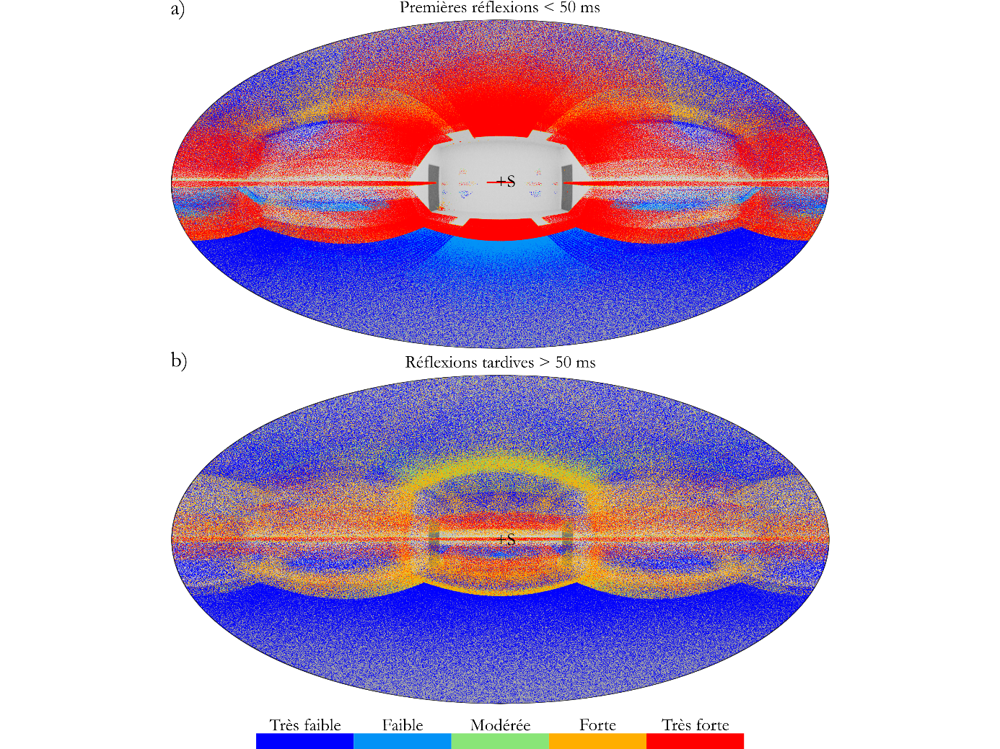 a)
Premières réflexions < 50 ms
+S
b)
Réflexions tardives > 50 ms
+S
Très faible Faible Modérée Forte Très forte